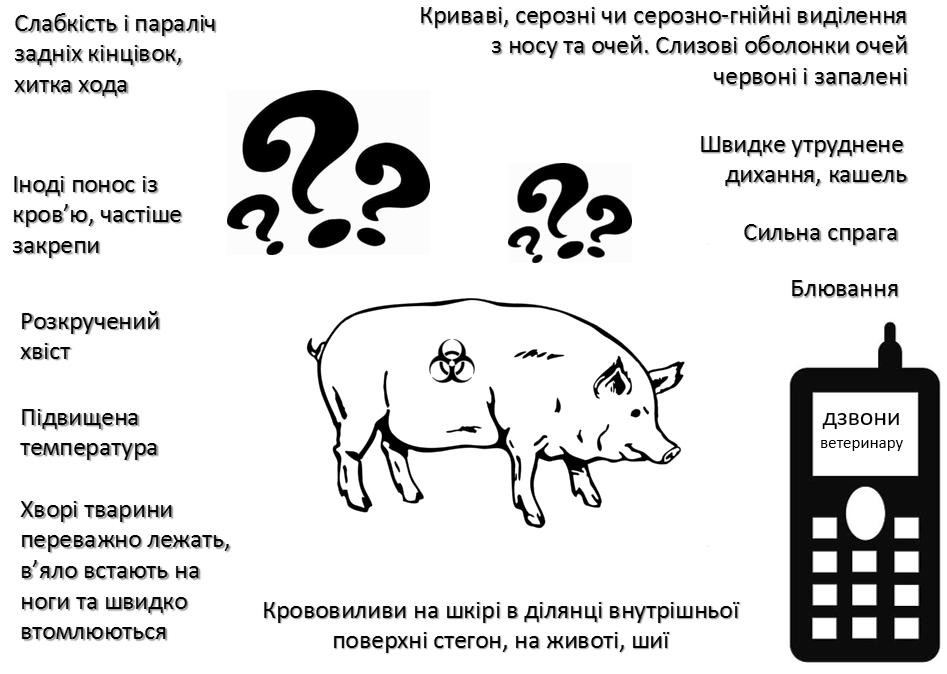 Слабкість і параліч
задніх кінцівок,
хитка хода
Криваві, серозні чи серозно-гнійні виділення
з носу та очей. Слизові оболонки очей
червоні і запалені
Іноді понос із
кров’ю, частіше
закрепи
Швидке утруднене
дихання, кашель
Сильна спрага
Блювання
Розкручений
хвіст
Підвищена
температура
Хворі тварини
переважно лежать,
в’яло встають на
ноги та швидко
втомлюються
дзвони
ветеринару
Крововиливи на шкірі в ділянці внутрішньої
поверхні стегон, на животі, шиї